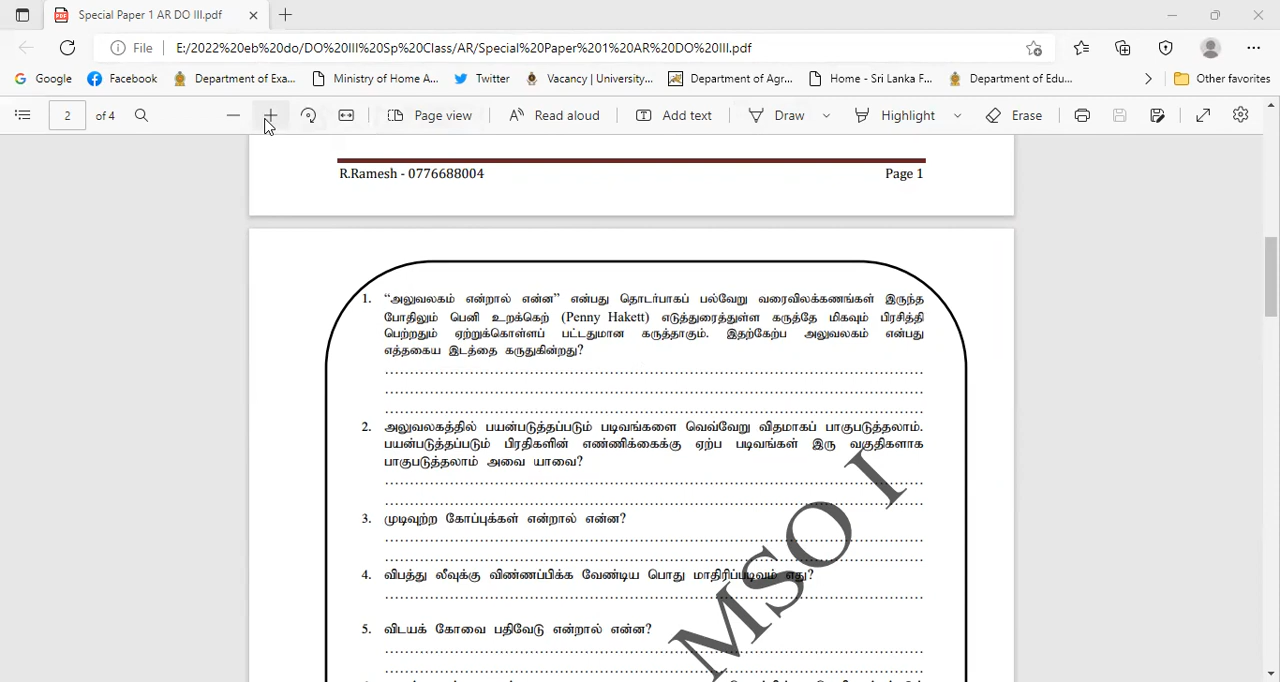 Special Paper 1 AR DO III.pdf
File
E:/2022%20eb%20do/DO%20III%20Sp%20Class/AR/Special%20Paper%201%20AR%20DO%20III.pdf
Google Facebook Department of Exa... Ministry of Home A... Twitter Vacancy | University... Department of Agr... Home - Sri Lanka F... Department of Edu... Other favorites
2 of 4 Page view Read aloud Add text Draw Highlight Erase
R.Ramesh - 0776688004 Page 1
1. “அலுவலகம் என்றால் என்ன” என்பது தொடர்பாகப் பல்வேறு வரைவிலக்கணங்கள் இருந்த
போதிலும் பெனி உறக்கெற் (Penny Hakett) எடுத்துரைத்துள்ள கருத்தே மிகவும் பிரசித்தி
பெற்றதும் ஏற்றுக்கொள்ளப் பட்டதுமான கருத்தாகும். இதற்கேற்ப அலுவலகம் என்பது
எத்தகைய இடத்தை கருதுகின்றது?
2. அலுவலகத்தில் பயன்படுத்தப்படும் படிவங்களை வெவ்வேறு விதமாகப் பாகுபடுத்தலாம்.
பயன்படுத்தப்படும் பிரதிகளின் எண்ணிக்கைக்கு ஏற்ப படிவங்கள் இரு வகுதிகளாக
பாகுபடுத்தலாம் அவை யாவை?
3. முடிவுற்ற கோப்புக்கள் என்றால் என்ன?
4. விபத்து லீவுக்கு விண்ணப்பிக்க வேண்டிய பொது மாதிரிப்படிவம் எது?
5. விடயக் கோவை பதிவேடு என்றால் என்ன?
MSO I